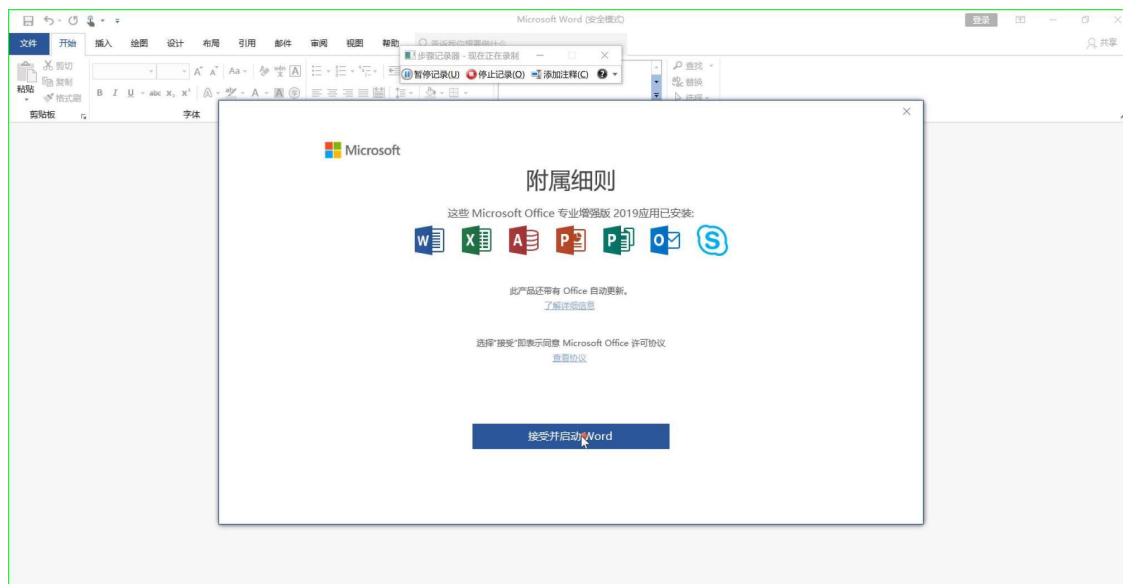 Microsoft Word (安全模式)
登录
文件 开始 插入 绘图 设计 布局 引用 邮件 审阅 视图 帮助
共享
步骤记录器 - 现在正在录制
暂停记录(U) 停止记录(O) 添加注释(C)
剪切
复制
格式刷
粘贴
查找
替换
选择
剪贴板
字体
Microsoft
附属细则
这些 Microsoft Office 专业增强版 2019应用已安装:
此产品还带有 Office 自动更新。
了解详细信息
选择"接受"即表示同意 Microsoft Office 许可协议
查看协议
接受并启动 Word